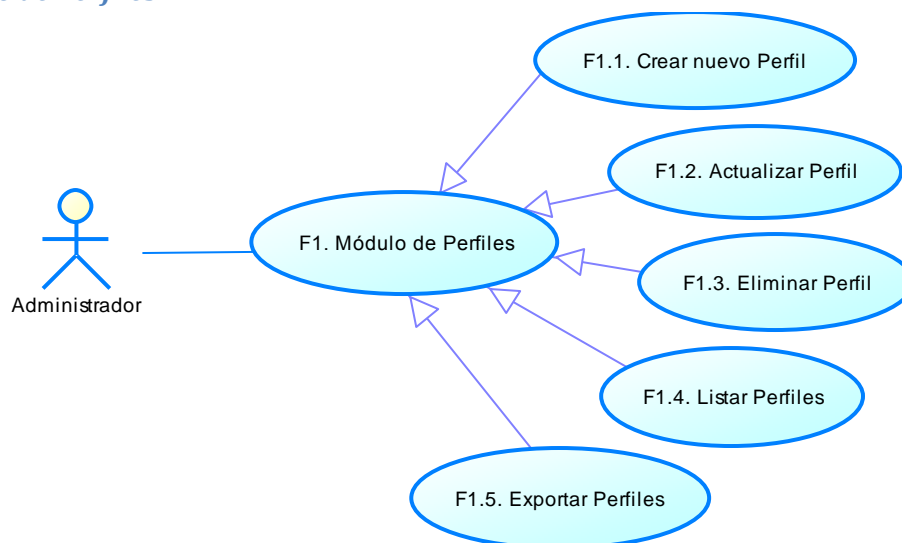 F1.1. Crear nuevo Perfil
F1.2. Actualizar Perfil
F1. Módulo de Perfiles
F1.3. Eliminar Perfil
Administrador
F1.4. Listar Perfiles
F1.5. Exportar Perfiles